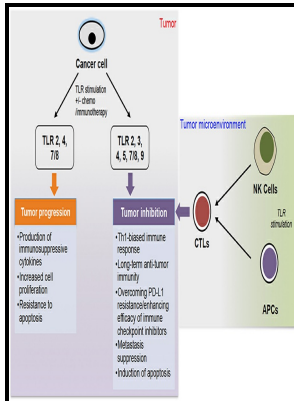 Tumor
Cancer cell
TLR stimulation
+/- chemo
/immunotherapy
TLR 2, 4,
7/8
TLR 2, 3,
4, 5, 7/8, 9
Tumor progression
•Production of
immunosuppressive
cytokines
•Increased cell
proliferation
•Resistance to
apoptosis
Tumor inhibition
•Th1-biased immune
response
•Long-term anti-tumor
immunity
•Overcoming PD-L1
resistance/enhancing
efficacy of immune
checkpoint inhibitors
•Metastasis
suppression
•Induction of apoptosis
Tumor microenvironment
NK Cells
CTLs
TLR
stimulation
APCs